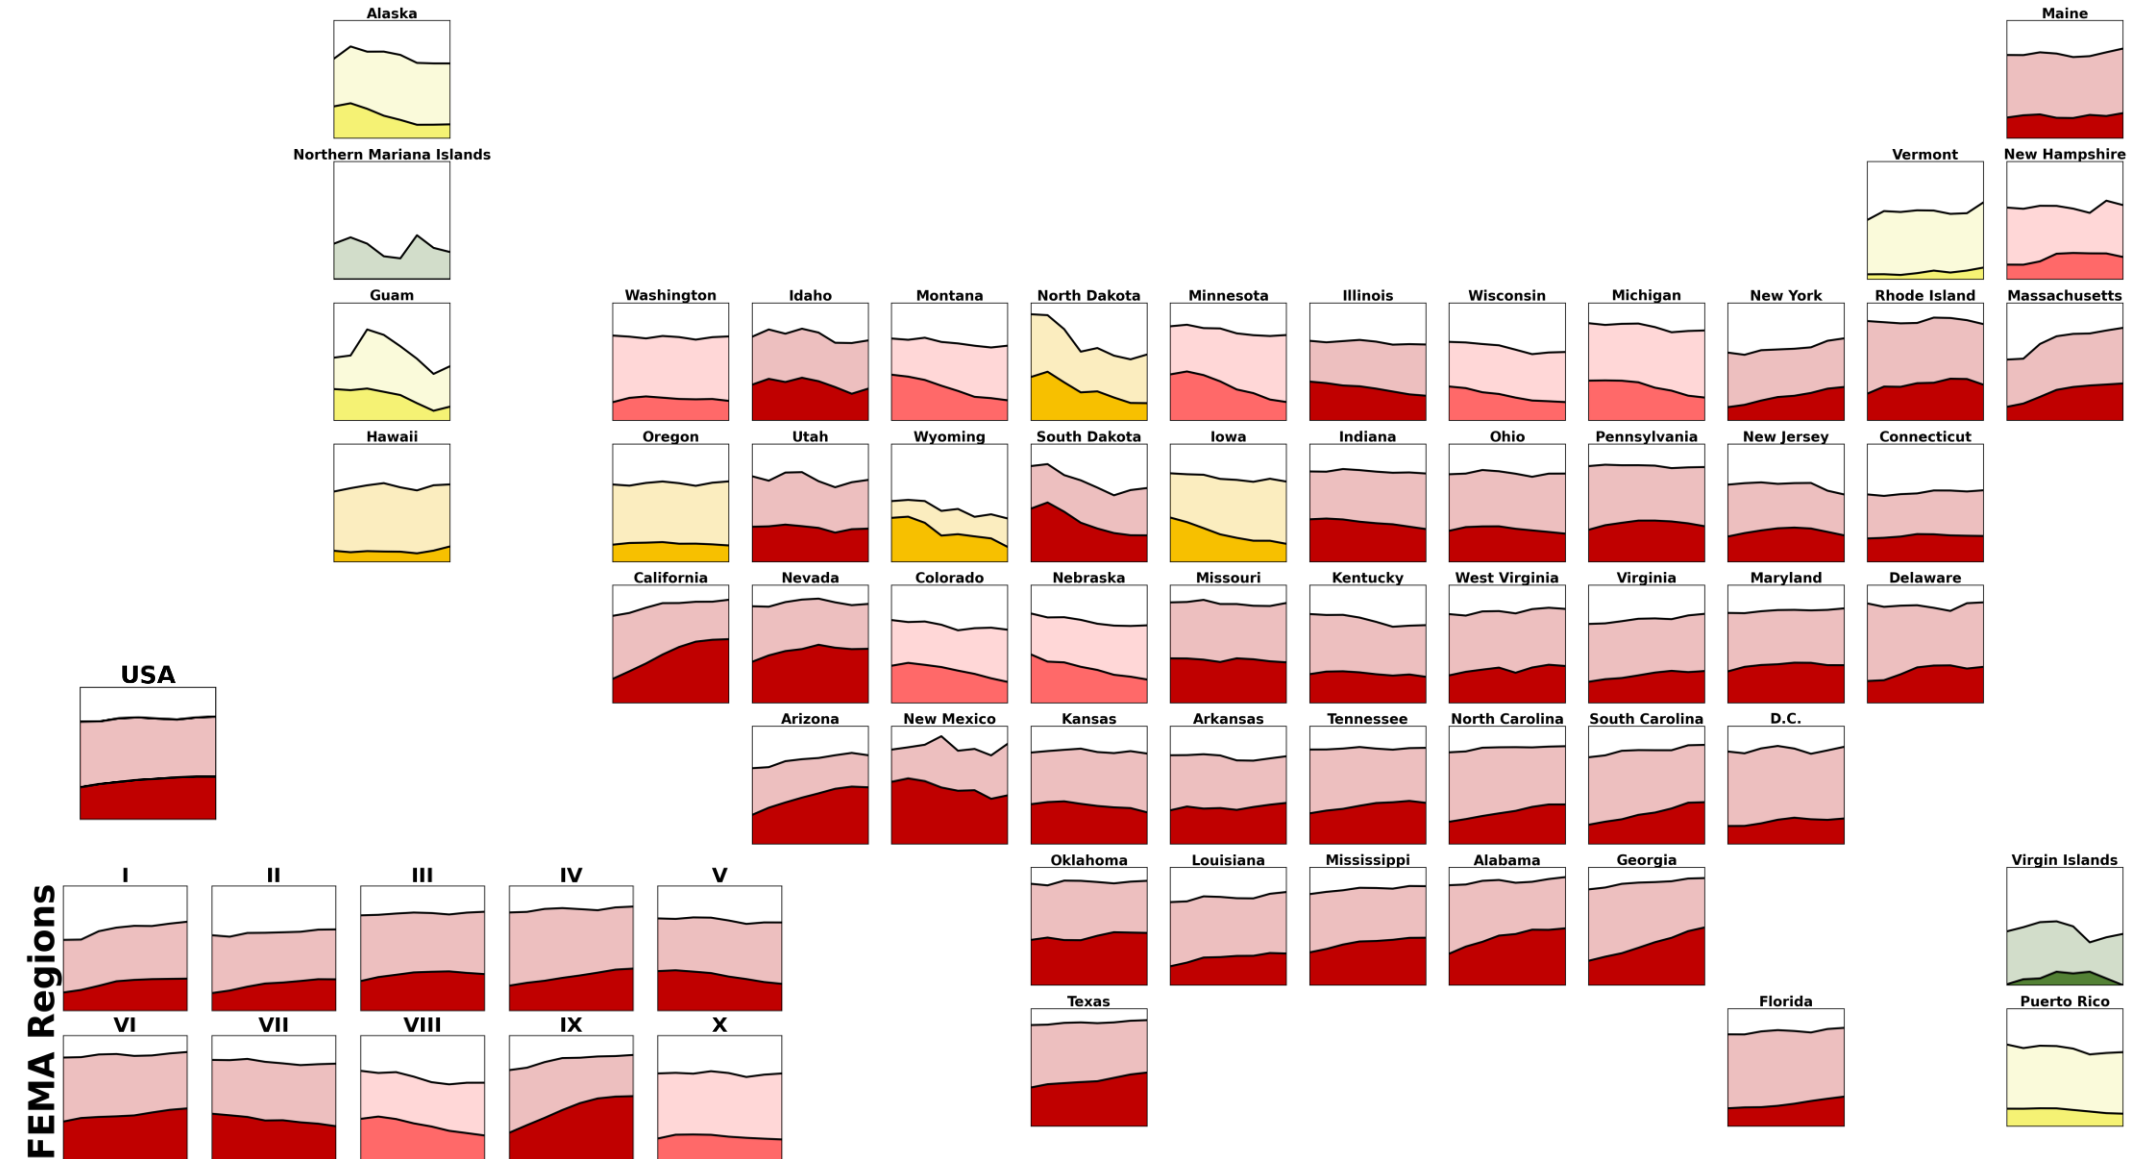 Alaska
Maine
Northern Mariana Islands
Vermont
New Hampshire
Guam
Washington
Idaho
Montana
North Dakota
Minnesota
Illinois
Wisconsin
Michigan
New York
Rhode Island
Massachusetts
Hawaii
Oregon
Utah
Wyoming
South Dakota
Iowa
Indiana
Ohio
Pennsylvania
New Jersey
Connecticut
California
Nevada
Colorado
Nebraska
Missouri
Kentucky
West Virginia
Virginia
Maryland
Delaware
USA
Arizona
New Mexico
Kansas
Arkansas
Tennessee
North Carolina
South Carolina
D.C.
Oklahoma
Louisiana
Mississippi
Alabama
Georgia
Virgin Islands
FEMA Regions
I
II
III
IV
V
VI
VII
VIII
IX
X
Texas
Florida
Puerto Rico